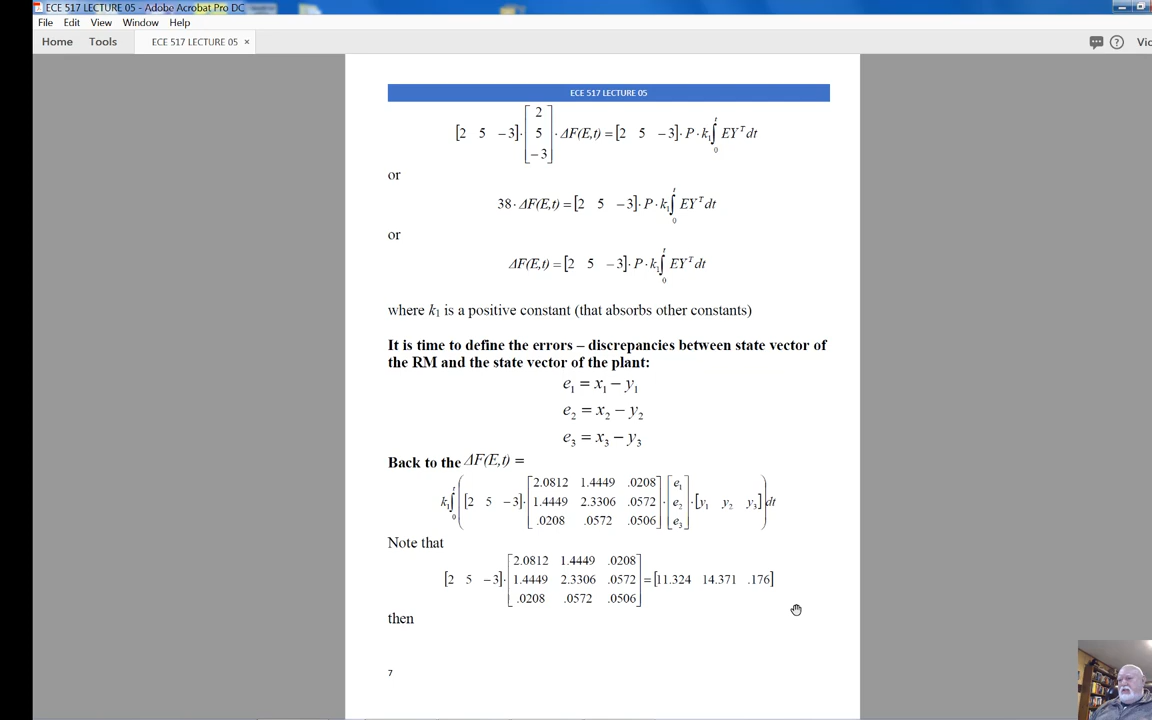 ECE 517 LECTURE 05 - Adobe Acrobat Pro DC
File Edit View Window Help
Home Tools ECE 517 LECTURE 05 ×
ECE 517 LECTURE 05
[2 5 −3]·[2 5 −3]·ΔF(E,t) = [2 5 −3]·P·k₁∫₀ᵗ EYᵀdt
or
38·ΔF(E,t) = [2 5 −3]·P·k₁∫₀ᵗ EYᵀdt
or
ΔF(E,t) = [2 5 −3]·P·k₁∫₀ᵗ EYᵀdt
where k₁ is a positive constant (that absorbs other constants)
It is time to define the errors – discrepancies between state vector of
the RM and the state vector of the plant:
e₁ = x₁ − y₁
e₂ = x₂ − y₂
e₃ = x₃ − y₃
Back to the ΔF(E,t) =
2.0812 1.4449 .0208 e₁
k₁∫₀ᵗ ([2 5 −3]· 1.4449 2.3306 .0572 · e₂ ·[y₁ y₂ y₃])dt
.0208 .0572 .0506 e₃
Note that
2.0812 1.4449 .0208
[2 5 −3]· 1.4449 2.3306 .0572 = [11.324 14.371 .176]
.0208 .0572 .0506
then
7